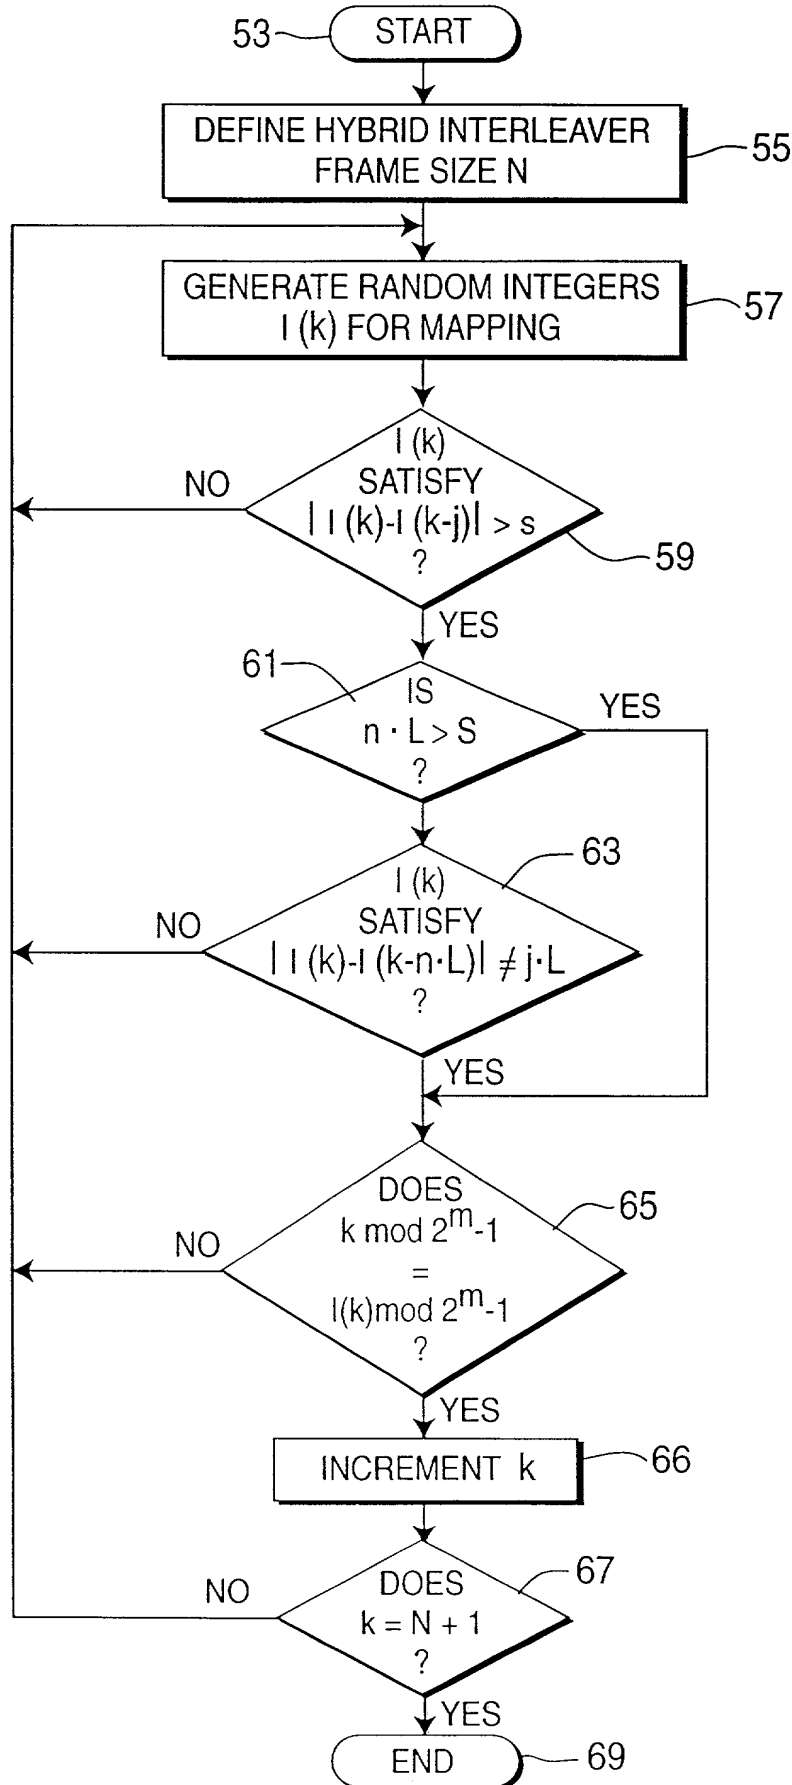 53
START
DEFINE HYBRID INTERLEAVER
FRAME SIZE N
55
GENERATE RANDOM INTEGERS
I (k) FOR MAPPING
57
I (k)
SATISFY
| I (k)-I (k-j)| > s
?
NO
59
YES
61
IS
n · L > S
?
YES
63
I (k)
SATISFY
| I (k)-I (k-n·L)| ≠ j·L
?
NO
YES
65
DOES
k mod 2^m-1
=
I(k)mod 2^m-1
?
NO
YES
INCREMENT k
66
67
DOES
k = N + 1
?
NO
YES
END
69